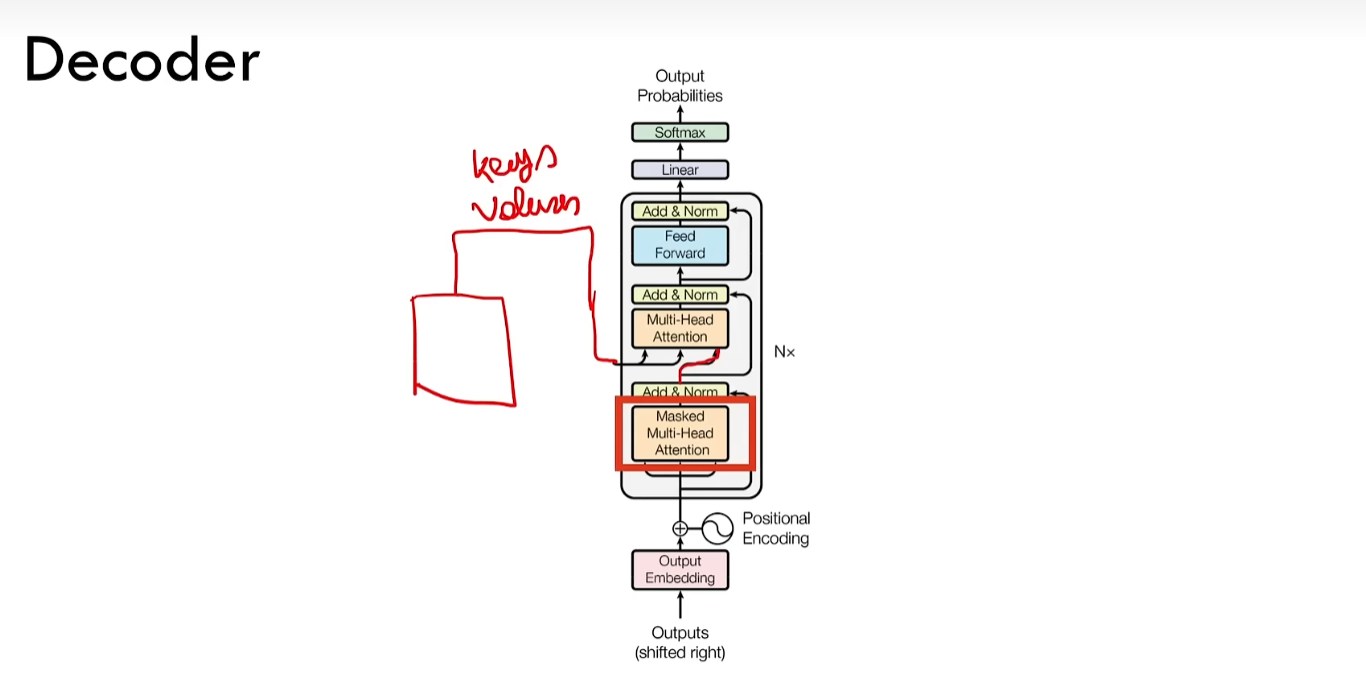 Decoder
Output
Probabilities
Softmax
Linear
keys
Add & Norm
Feed
Forward
Add & Norm
Multi-Head
Attention
Nx
Add & Norm
Masked
Multi-Head
Attention
Positional
Encoding
Output
Embedding
Outputs
(shifted right)